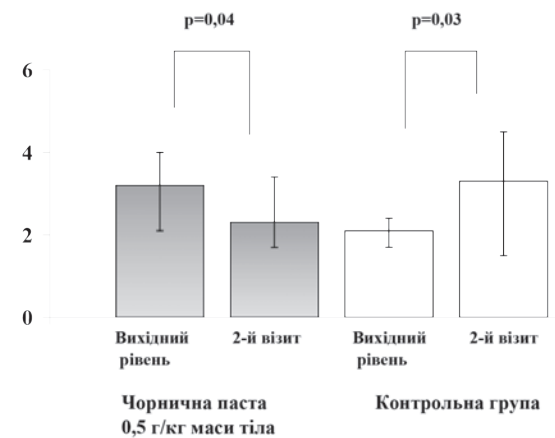 p=0,04
p=0,03
6
4
2
0
Вихідний рівень
2-й візит
Вихідний рівень
2-й візит
Чорнична паста
0,5 г/кг маси тіла
Контрольна група